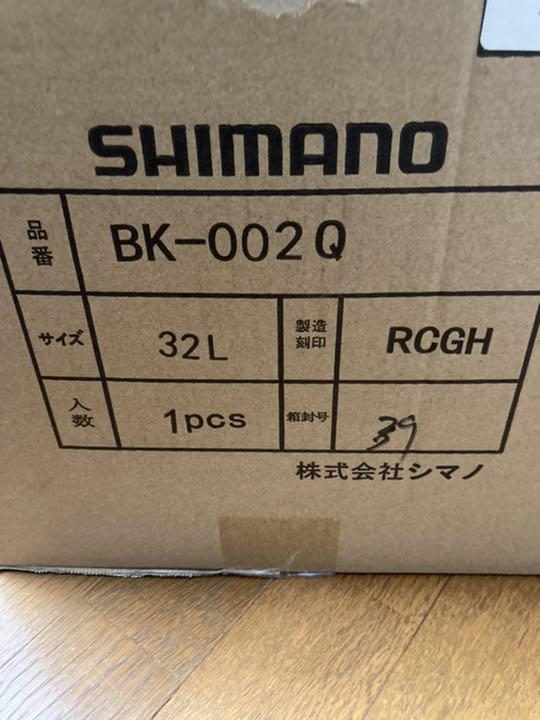 SHIMANO
品番 BK-002Q
サイズ 32L 製造刻印 RCGH
入数 1pcs 箱封号 39
株式会社シマノ